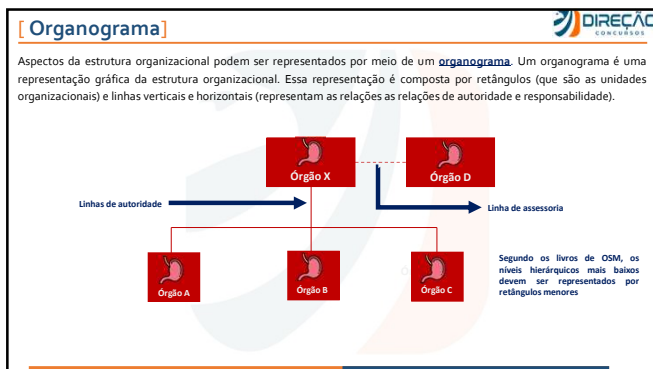 [ Organograma]
DIREÇÃO
CONCURSOS
Aspectos da estrutura organizacional podem ser representados por meio de um organograma. Um organograma é uma
representação gráfica da estrutura organizacional. Essa representação é composta por retângulos (que são as unidades
organizacionais) e linhas verticais e horizontais (representam as relações as relações de autoridade e responsabilidade).
Órgão X
Órgão D
Linhas de autoridade
Linha de assessoria
Órgão A
Órgão B
Órgão C
Segundo os livros de OSM, os
níveis hierárquicos mais baixos
devem ser representados por
retângulos menores